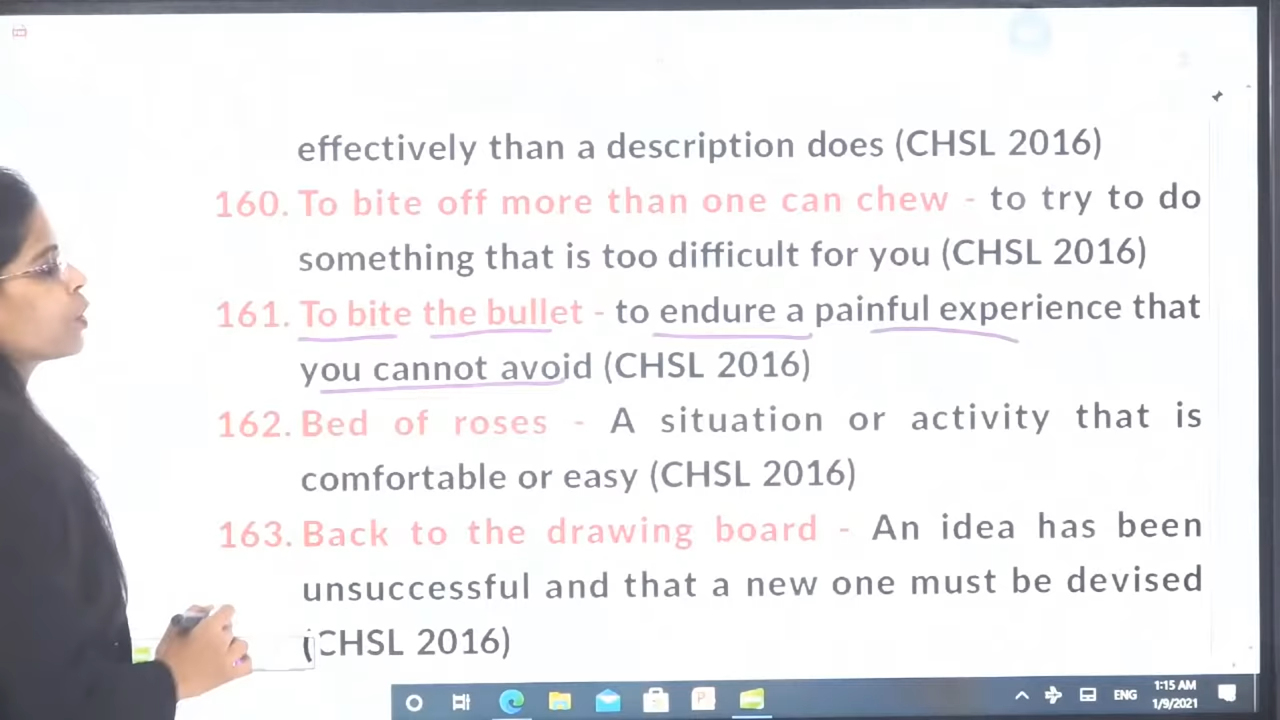 effectively than a description does (CHSL 2016)
160. To bite off more than one can chew - to try to do
something that is too difficult for you (CHSL 2016)
161. To bite the bullet - to endure a painful experience that
you cannot avoid (CHSL 2016)
162. Bed of roses - A situation or activity that is
comfortable or easy (CHSL 2016)
163. Back to the drawing board - An idea has been
unsuccessful and that a new one must be devised
(CHSL 2016)
ENG
1:15 AM
1/9/2021